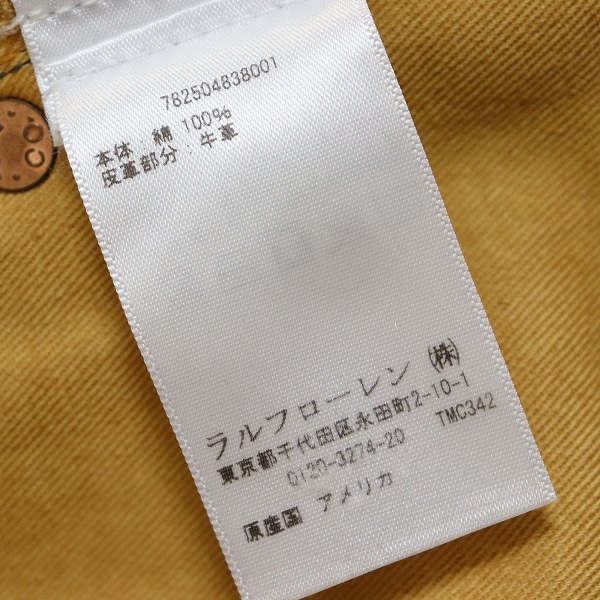 CO.
782504838001
本体：綿 100%
皮革部分：牛革
ラルフローレン ㈱
東京都千代田区永田町2-10-1
0120-3274-20 TMC342
原産国 アメリカ